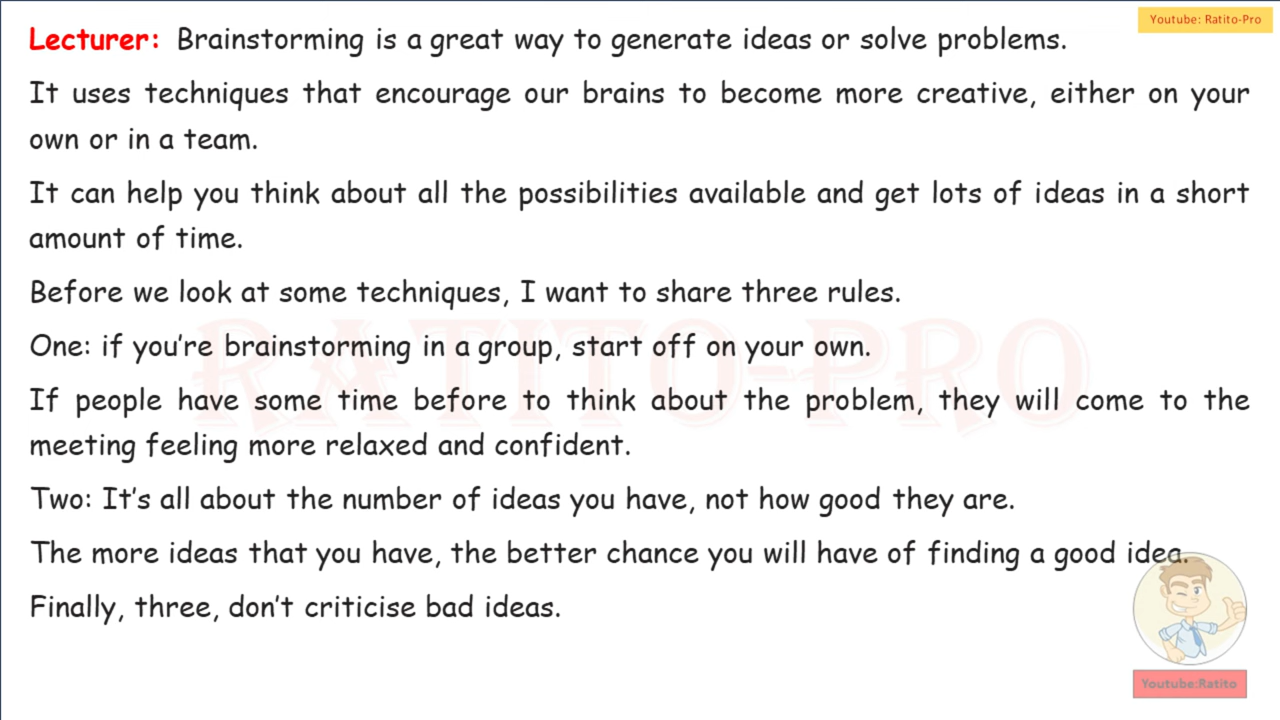 Youtube: Ratito-Pro
Lecturer: Brainstorming is a great way to generate ideas or solve problems.
It uses techniques that encourage our brains to become more creative, either on your
own or in a team.
It can help you think about all the possibilities available and get lots of ideas in a short
amount of time.
Before we look at some techniques, I want to share three rules.
One: if you’re brainstorming in a group, start off on your own.
RATITO-PRO
If people have some time before to think about the problem, they will come to the
meeting feeling more relaxed and confident.
Two: It’s all about the number of ideas you have, not how good they are.
The more ideas that you have, the better chance you will have of finding a good idea.
Finally, three, don’t criticise bad ideas.
Youtube:Ratito